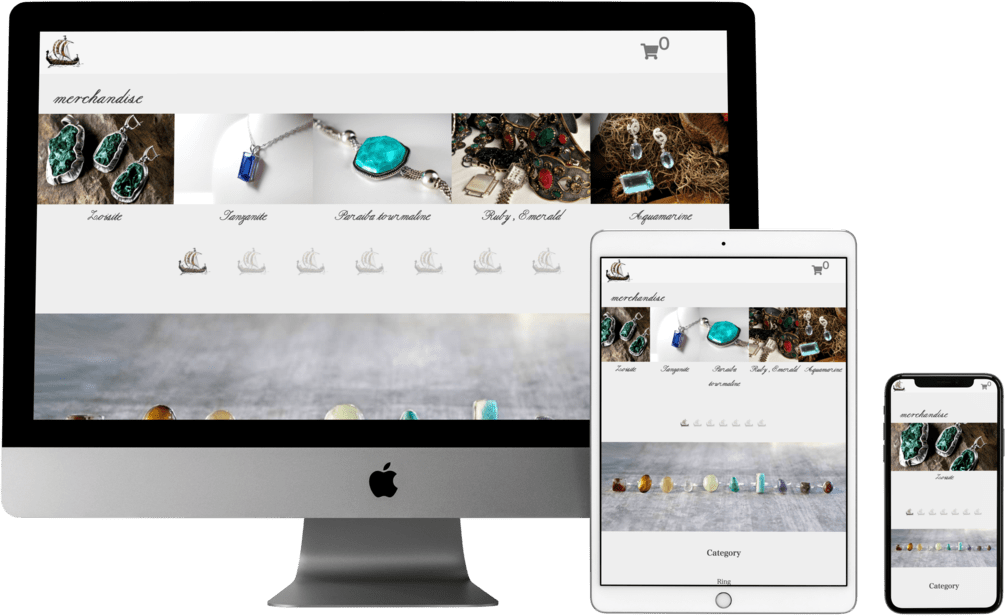 0
merchandise
Zoisite
Tanzanite
Paraiba tourmaline
Ruby , Emerald
Aquamarine
0
merchandise
Zoisite
Tanzanite
Paraiba
tourmaline
Ruby , Emerald
Aquamarine
Category
Ring
0
merchandise
Zoisite
Category